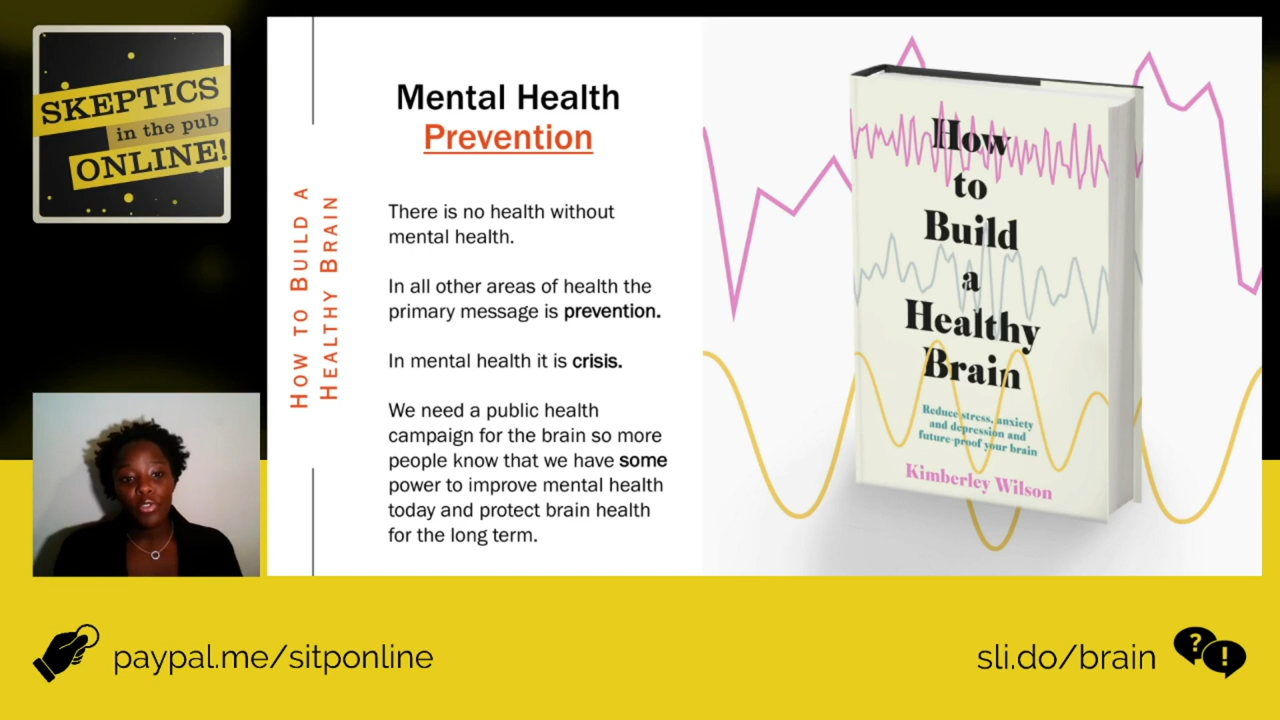 SKEPTICS
in the pub
ONLINE!
HOW TO BUILD A
HEALTHY BRAIN
Mental Health
Prevention
There is no health without
mental health.
In all other areas of health the
primary message is prevention.
In mental health it is crisis.
We need a public health
campaign for the brain so more
people know that we have some
power to improve mental health
today and protect brain health
for the long term.
How
to
Build
a
Healthy
Brain
Reduce stress, anxiety
and depression and
future-proof your brain
Kimberley Wilson
paypal.me/sitponline
sli.do/brain
?
!